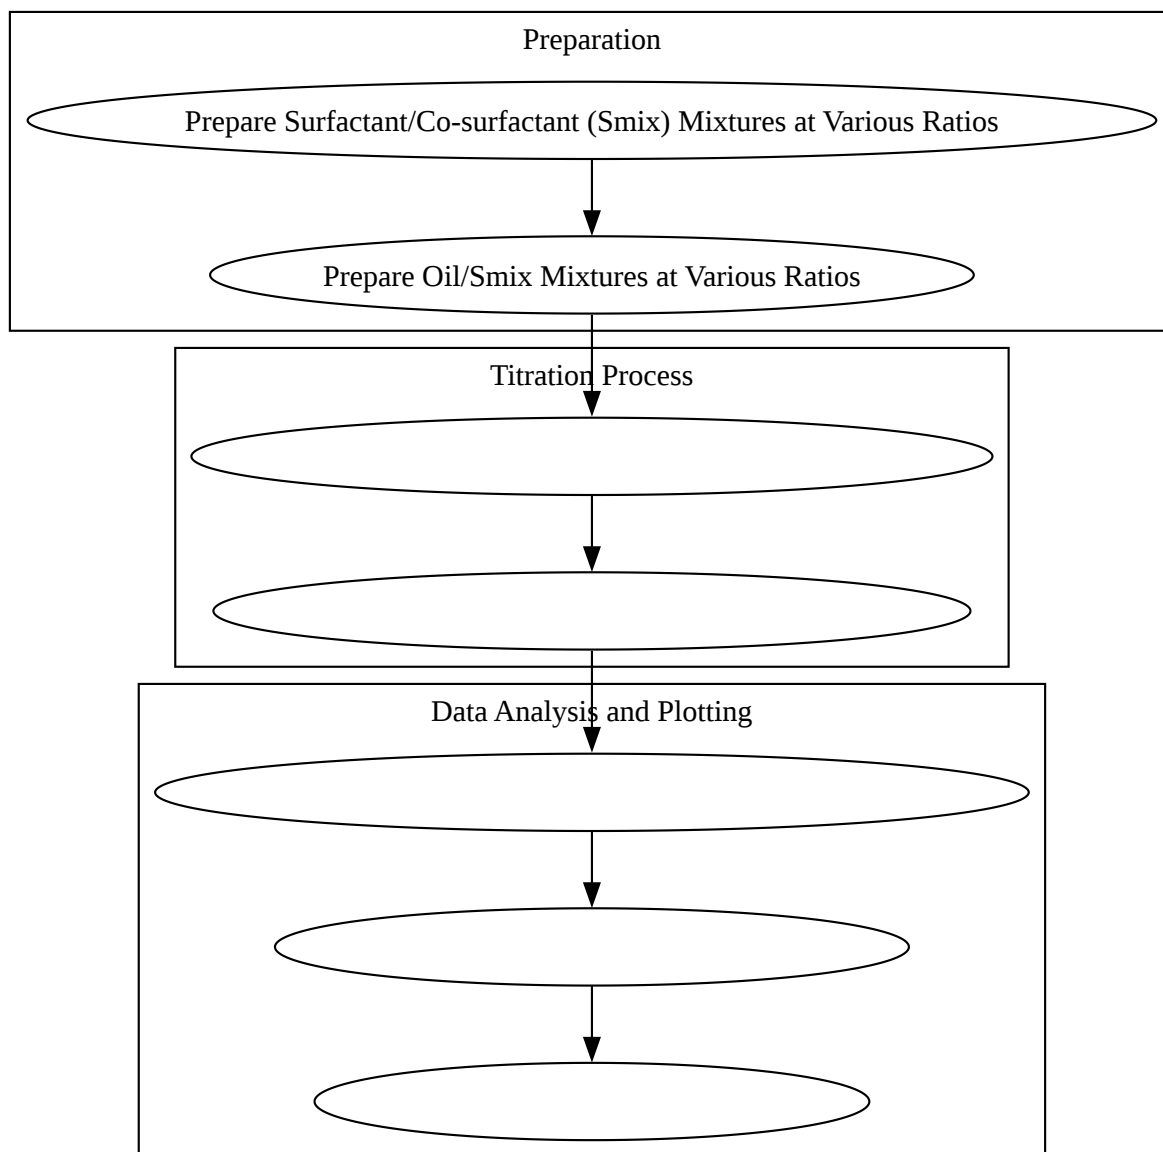 Preparation
Prepare Surfactant/Co-surfactant (Smix) Mixtures at Various Ratios
Prepare Oil/Smix Mixtures at Various Ratios
Titration Process
Data Analysis and Plotting